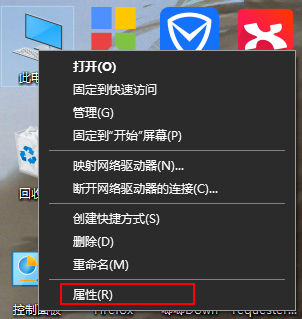 此电
打开(O)
固定到快速访问
管理(G)
固定到"开始"屏幕(P)
映射网络驱动器(N)...
断开网络驱动器的连接(C)...
创建快捷方式(S)
删除(D)
重命名(M)
属性(R)
回收
控制面板 Firefox 唧唧Down requester...